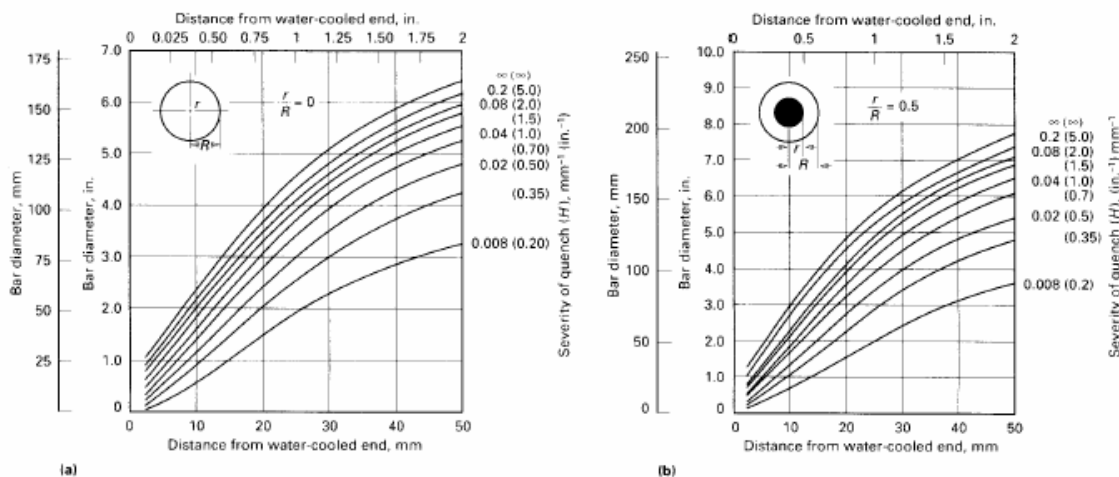 Distance from water-cooled end, in.
0 0.025 0.50 0.75 1 1.25 1.50 1.75 2
175
150
125
100
75
50
25
Bar diameter, mm
7.0
6.0
5.0
4.0
3.0
2.0
1.0
0
Bar diameter, in.
r
R
r/R = 0
∞ (∞)
0.2 (5.0)
0.08 (2.0)
(1.5)
0.04 (1.0)
(0.70)
0.02 (0.50)
(0.35)
0.008 (0.20)
Severity of quench (H), mm⁻¹ (in.⁻¹)
0 10 20 30 40 50
Distance from water-cooled end, mm
(a)
Distance from water-cooled end, in.
0 0.5 1 1.5 2
250
200
150
100
50
0
Bar diameter, mm
10.0
9.0
8.0
7.0
6.0
5.0
4.0
3.0
2.0
1.0
0
Bar diameter, in.
r
R
r/R = 0.5
∞ (∞)
0.2 (5.0)
0.08 (2.0)
(1.5)
0.04 (1.0)
(0.7)
0.02 (0.5)
(0.35)
0.008 (0.2)
Severity of quench (H), (in.⁻¹) mm⁻¹
0 10 20 30 40 50
Distance from water-cooled end, mm
(b)